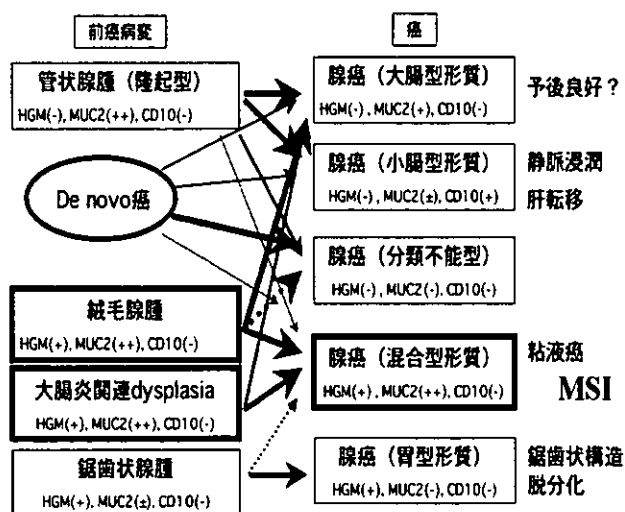 前癌病変
管状腺腫（隆起型）
HGM(-), MUC2(++), CD10(-)
De novo癌
絨毛腺腫
HGM(+), MUC2(++), CD10(-)
大腸炎関連dysplasia
HGM(+), MUC2(++), CD10(-)
鋸歯状腺腫
HGM(+), MUC2(±), CD10(-)
癌
腺癌（大腸型形質）
HGM(-), MUC2(+), CD10(-)
予後良好？
腺癌（小腸型形質）
HGM(-), MUC2(±), CD10(+)
静脈浸潤
肝転移
腺癌（分類不能型）
HGM(-), MUC2(-), CD10(-)
腺癌（混合型形質）
HGM(+), MUC2(++), CD10(-)
粘液癌
MSI
腺癌（胃型形質）
HGM(+), MUC2(-), CD10(-)
鋸歯状構造
脱分化